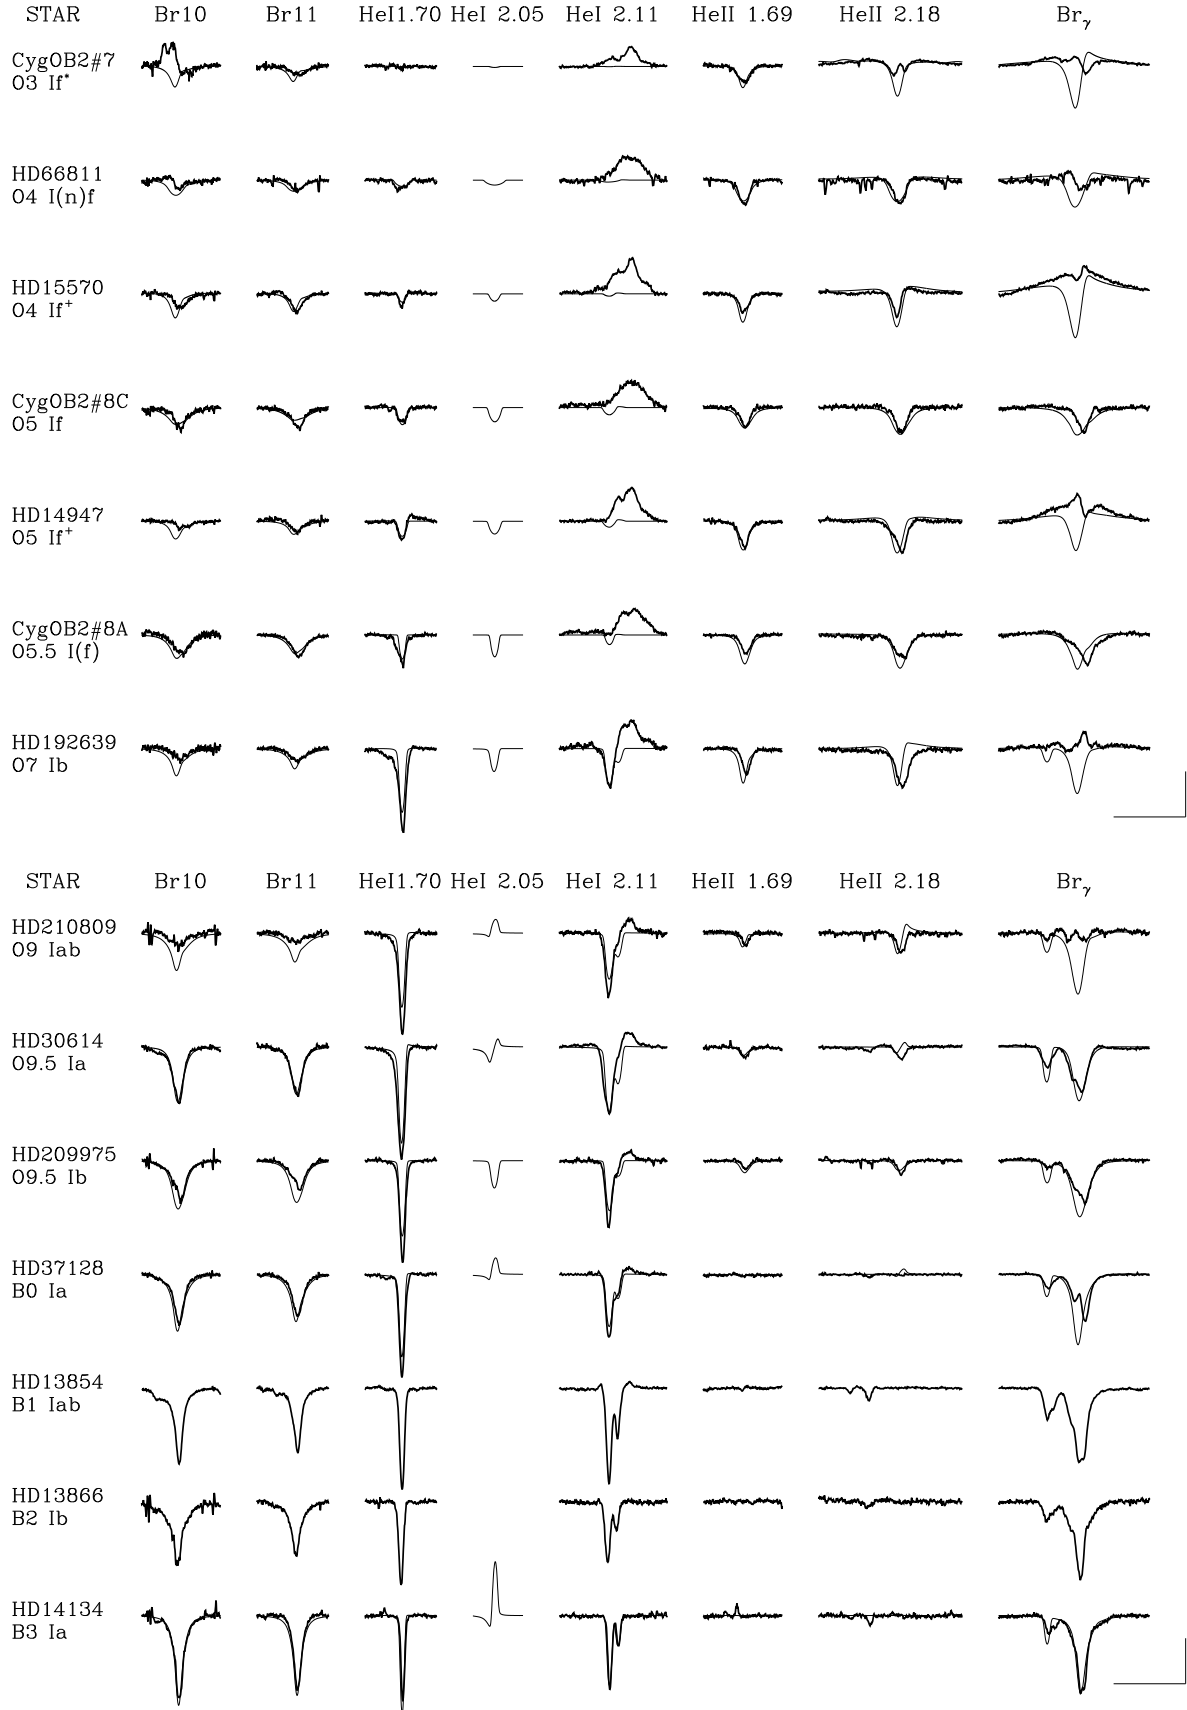 STAR Br10 Br11 HeI1.70 HeI 2.05 HeI 2.11 HeII 1.69 HeII 2.18 Brγ
CygOB2#7
O3 If*
HD66811
O4 I(n)f
HD15570
O4 If+
CygOB2#8C
O5 If
HD14947
O5 If+
CygOB2#8A
O5.5 I(f)
HD192639
O7 Ib
STAR Br10 Br11 HeI1.70 HeI 2.05 HeI 2.11 HeII 1.69 HeII 2.18 Brγ
HD210809
O9 Iab
HD30614
O9.5 Ia
HD209975
O9.5 Ib
HD37128
B0 Ia
HD13854
B1 Iab
HD13866
B2 Ib
HD14134
B3 Ia